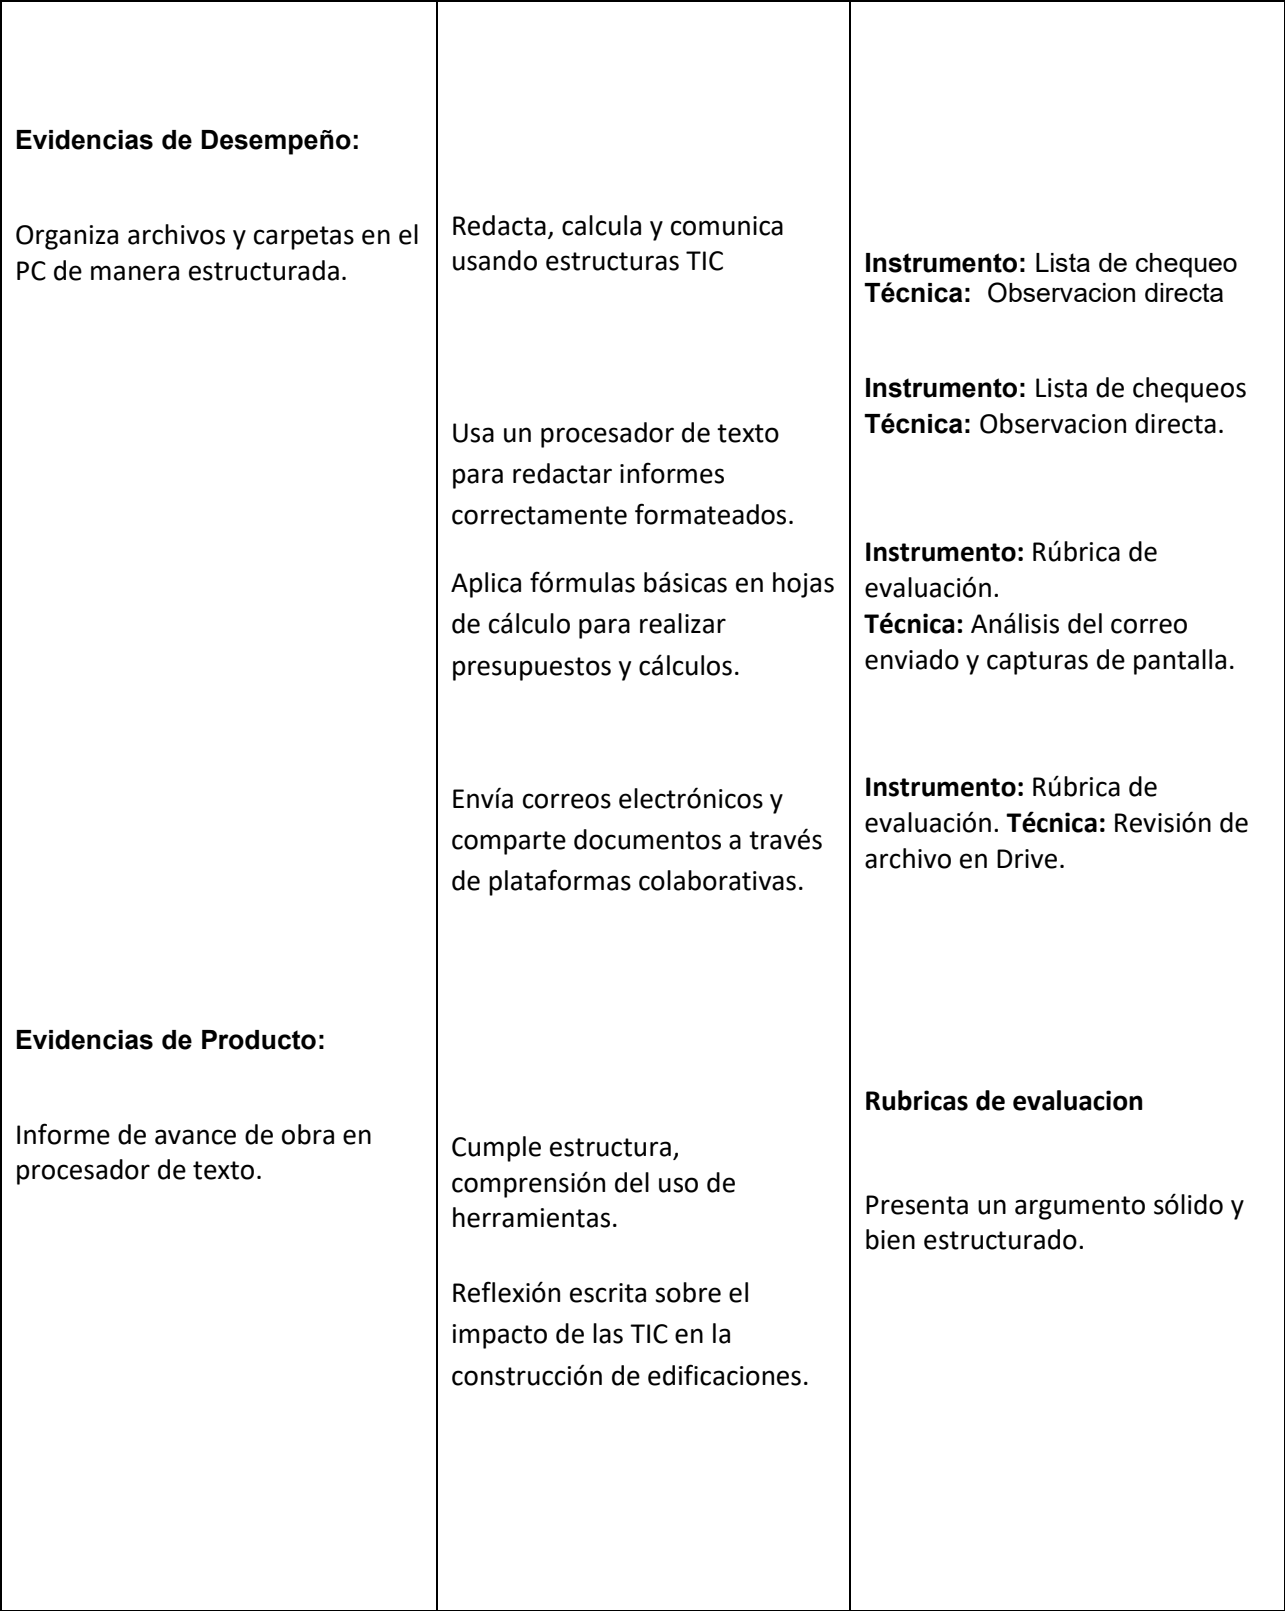 Evidencias de Desempeño:
Organiza archivos y carpetas en el
PC de manera estructurada.
Evidencias de Producto:
Informe de avance de obra en
procesador de texto.
Redacta, calcula y comunica
usando estructuras TIC
Usa un procesador de texto
para redactar informes
correctamente formateados.
Aplica fórmulas básicas en hojas
de cálculo para realizar
presupuestos y cálculos.
Envía correos electrónicos y
comparte documentos a través
de plataformas colaborativas.
Cumple estructura,
comprensión del uso de
herramientas.
Reflexión escrita sobre el
impacto de las TIC en la
construcción de edificaciones.
Instrumento: Lista de chequeo
Técnica: Observacion directa
Instrumento: Lista de chequeos
Técnica: Observacion directa.
Instrumento: Rúbrica de
evaluación.
Técnica: Análisis del correo
enviado y capturas de pantalla.
Instrumento: Rúbrica de
evaluación. Técnica: Revisión de
archivo en Drive.
Rubricas de evaluacion
Presenta un argumento sólido y
bien estructurado.